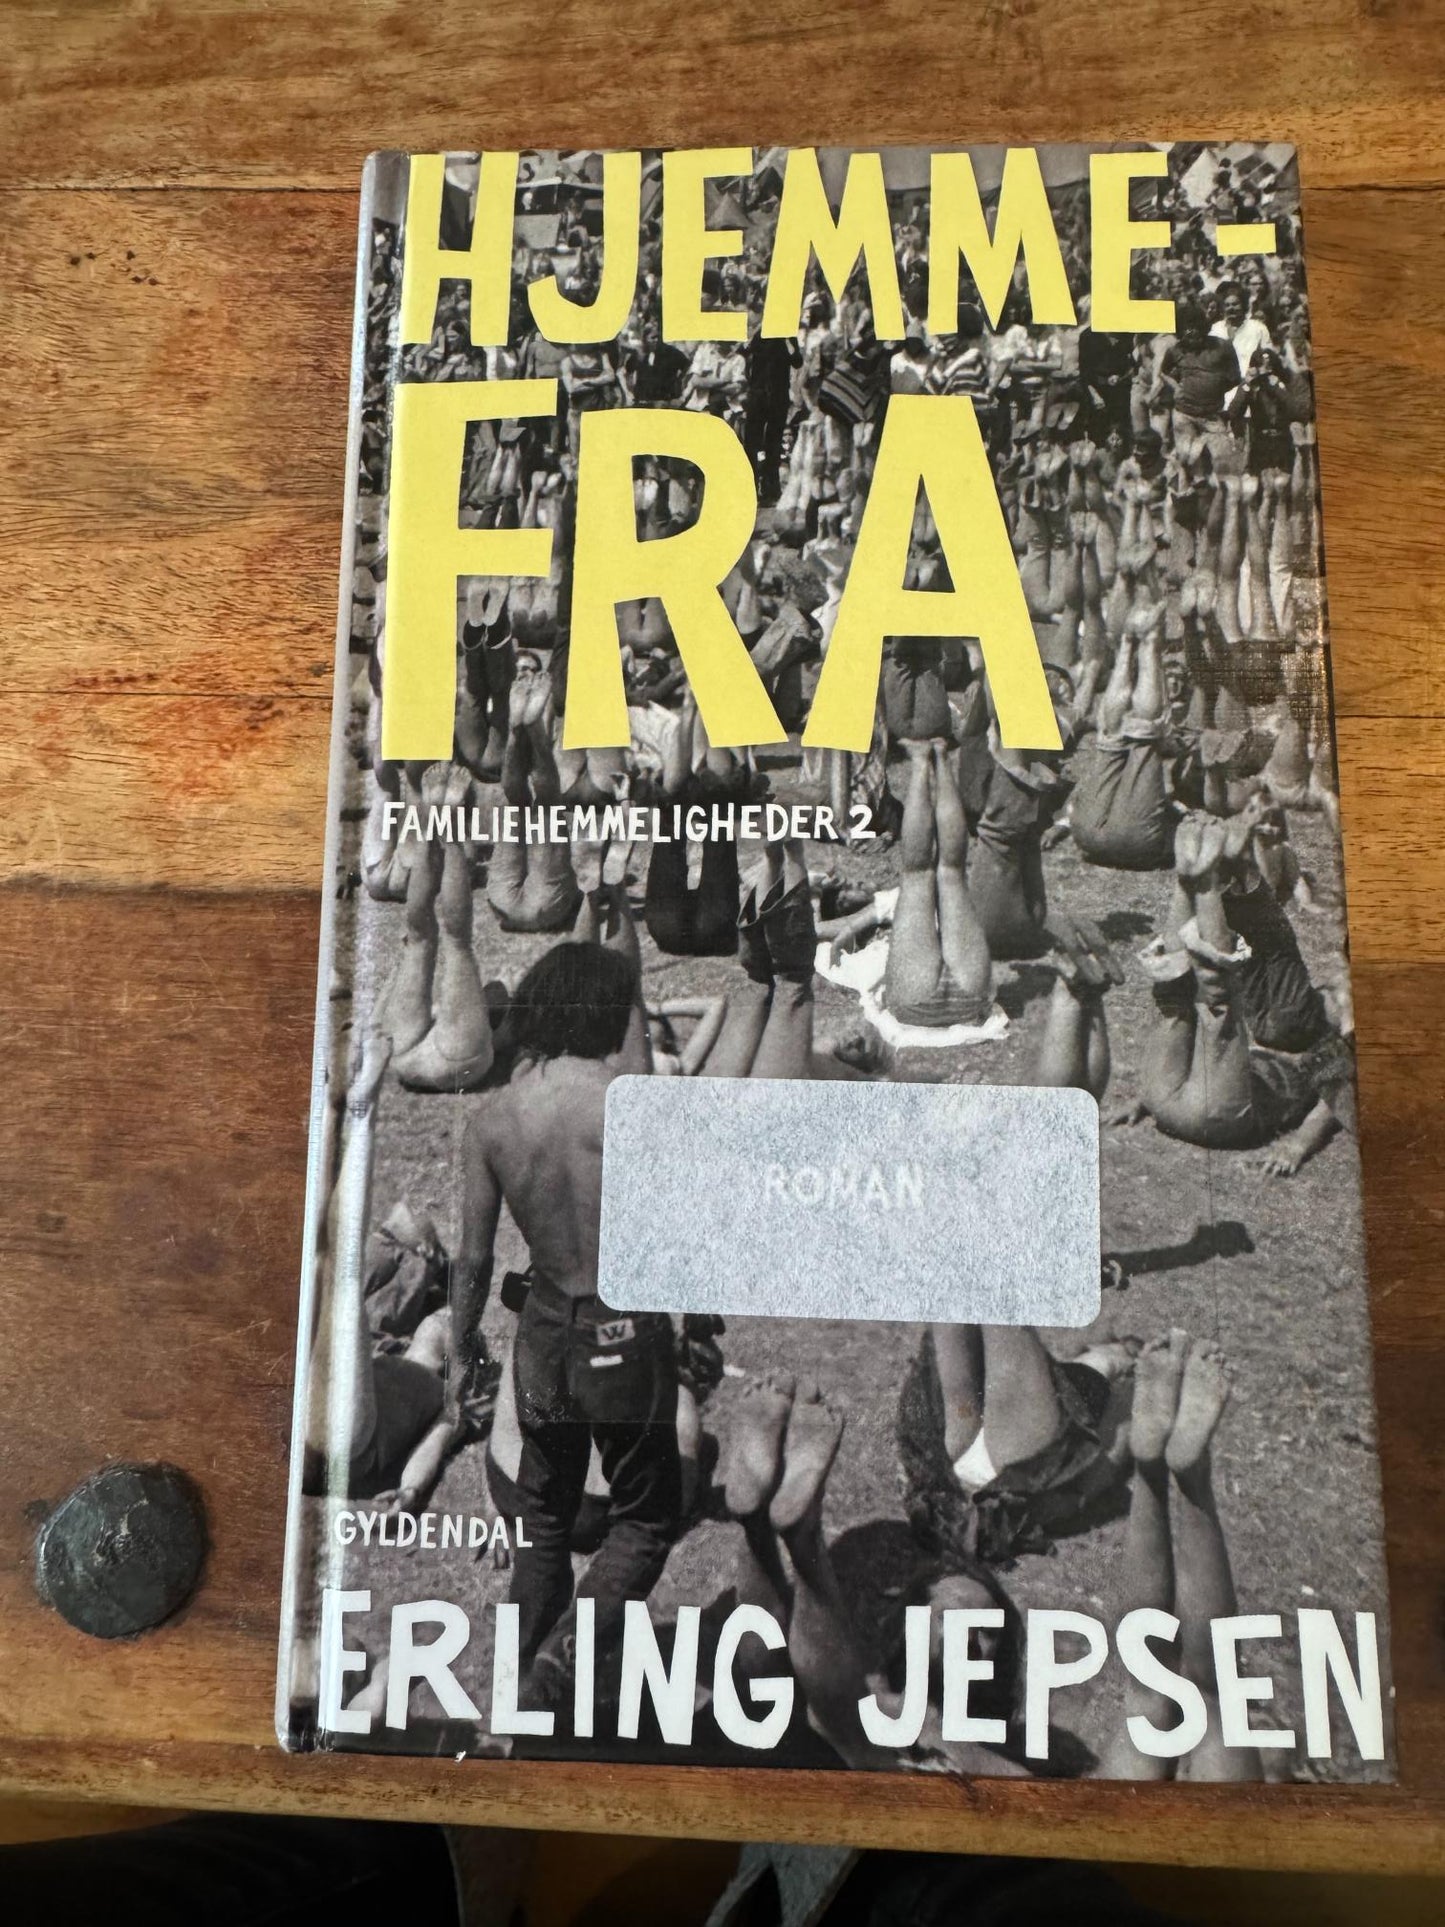 HJEMME-
FRA
FAMILIEHEMMELIGHEDER 2
ROMAN
W
GYLDENDAL
ERLING JEPSEN